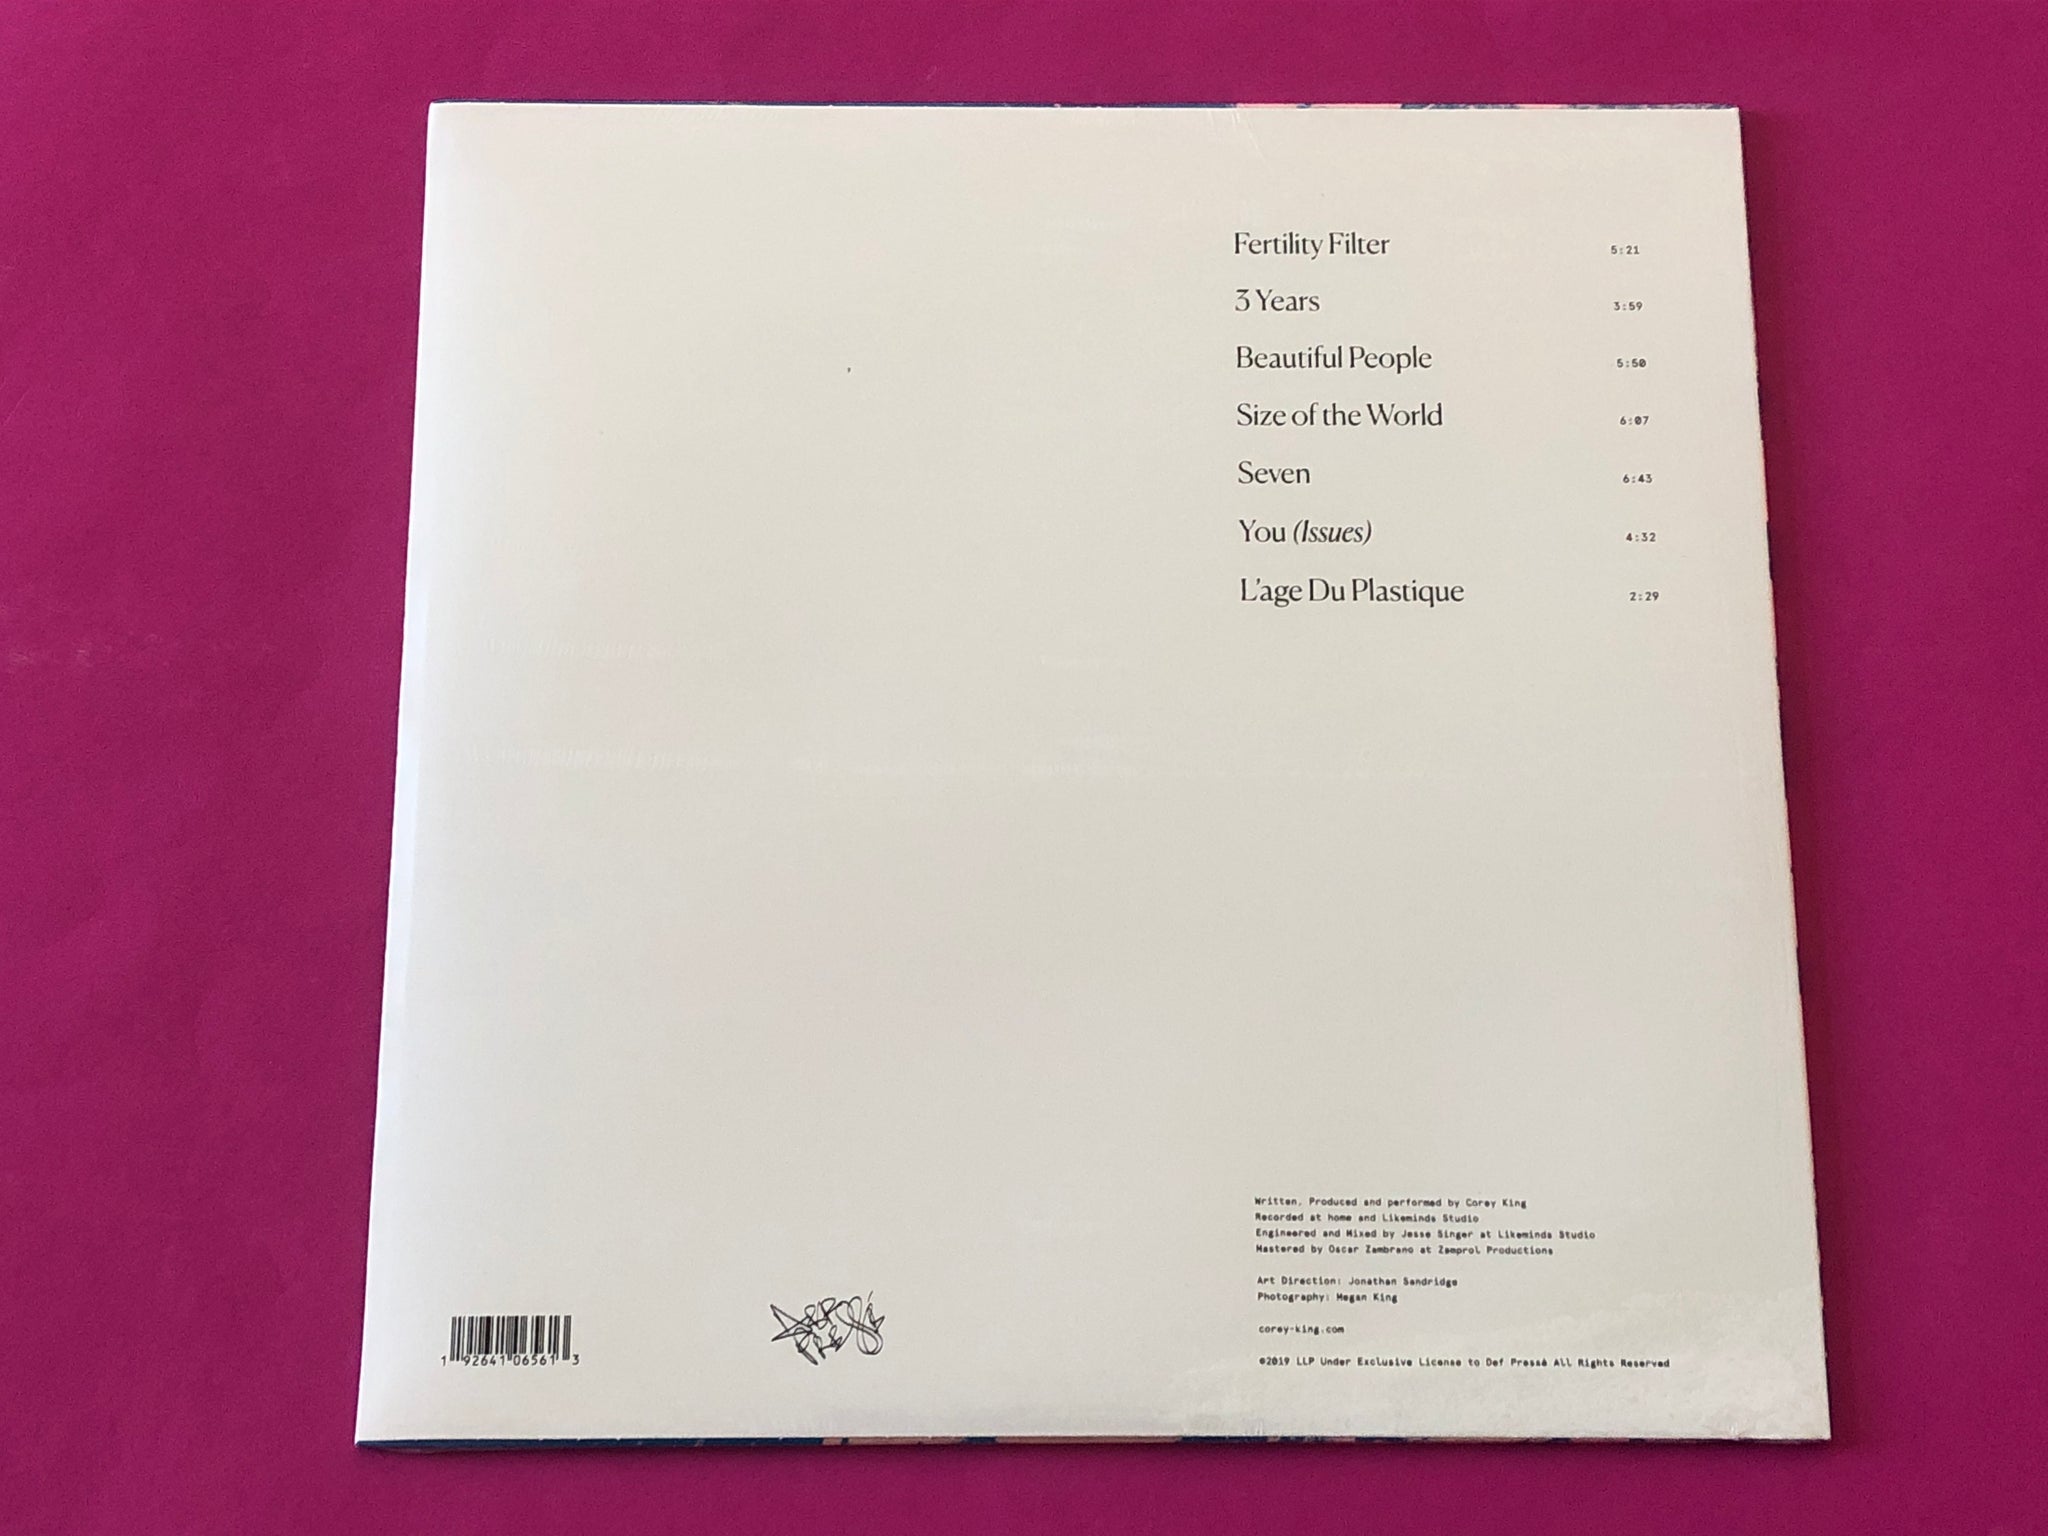 Fertility Filter 5:21
3 Years 3:59
Beautiful People 5:50
Size of the World 6:07
Seven 6:43
You (Issues) 4:32
L'age Du Plastique 2:29
Written, Produced and performed by Corey King
Recorded at home and Likeminds Studio
Engineered and Mixed by Jesse Singer at Likeminds Studio
Mastered by Oscar Zambrano at Zamprol Productions
Art Direction: Jonathan Sandridge
Photography: Megan King
corey-king.com
©2019 LLP Under Exclusive License to Def Pressé All Rights Reserved
DEF
PRESSÉ
1 92641 06561 3